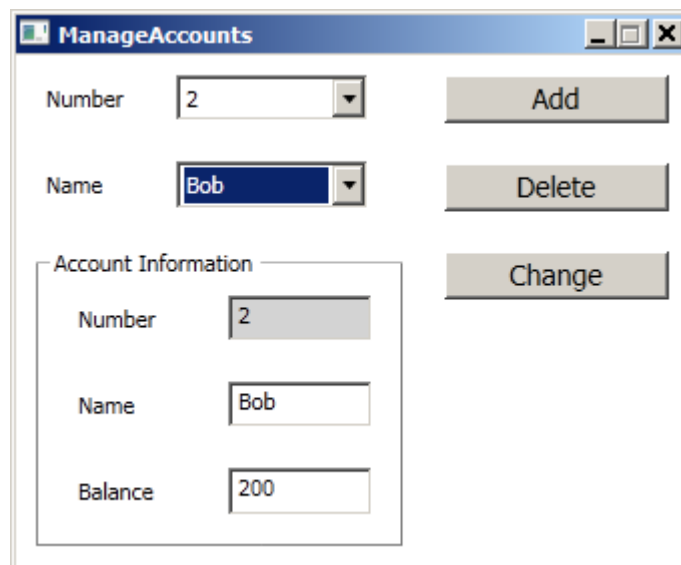 ManageAccounts
Number 2 Add
Name Bob Delete
Account Information Change
Number 2
Name Bob
Balance 200